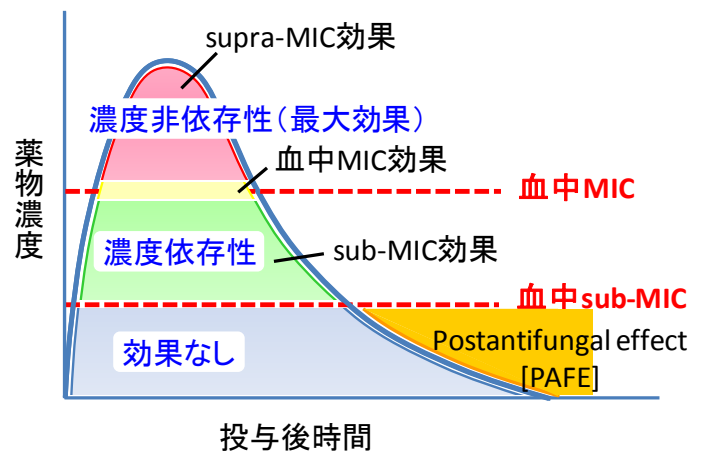 supra-MIC効果
濃度非依存性（最大効果）
血中MIC効果
薬物濃度
血中MIC
濃度依存性
sub-MIC効果
血中sub-MIC
効果なし
Postantifungal effect
[PAFE]
投与後時間